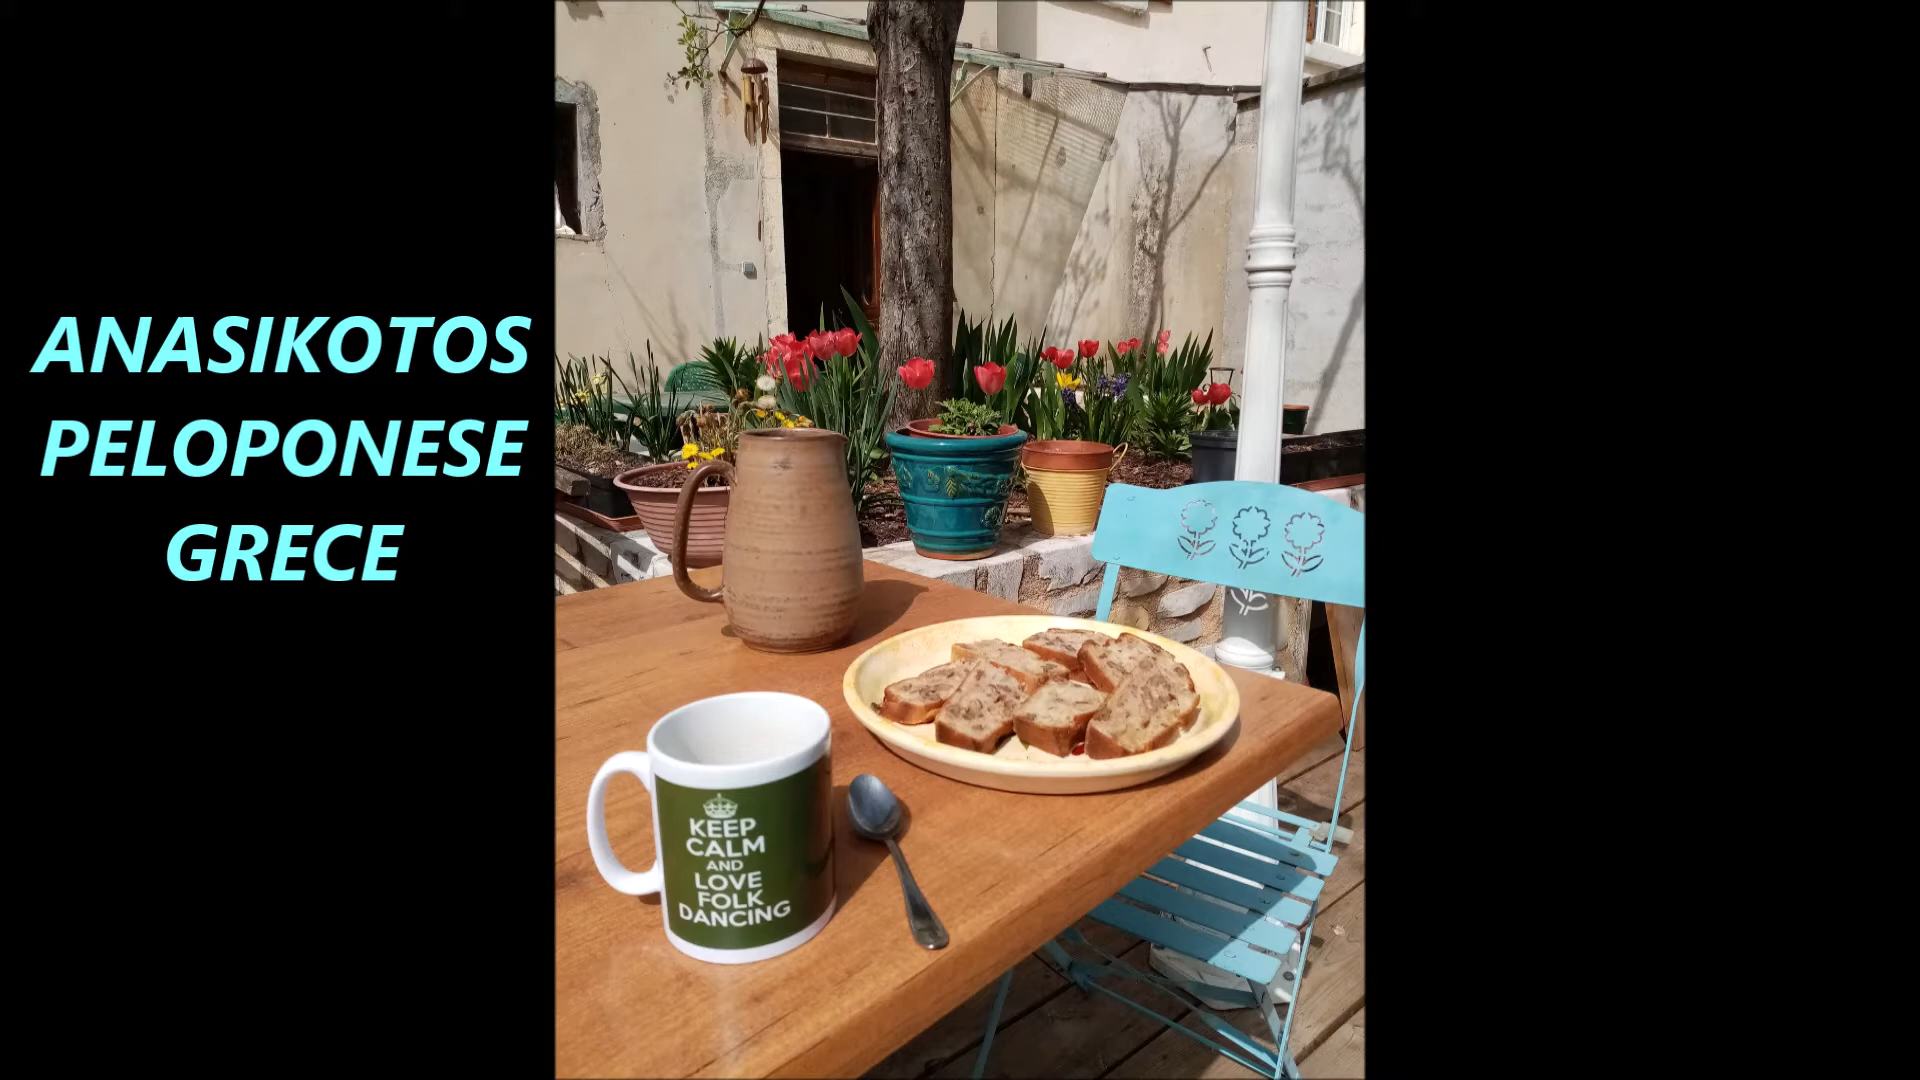 ANASIKOTOS
PELOPONESE
GRECE
KEEP
CALM
AND
LOVE
FOLK
DANCING